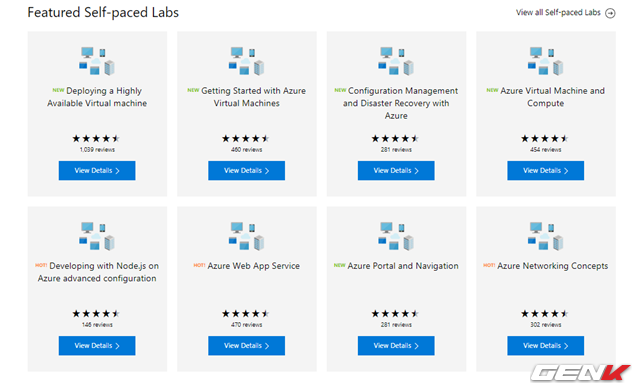 Featured Self-paced Labs
View all Self-paced Labs
NEW Deploying a Highly
Available Virtual machine
1,039 reviews
View Details
NEW Getting Started with Azure
Virtual Machines
460 reviews
View Details
NEW Configuration Management
and Disaster Recovery with
Azure
281 reviews
View Details
NEW Azure Virtual Machine and
Compute
454 reviews
View Details
HOT! Developing with Node.js on
Azure advanced configuration
146 reviews
View Details
HOT! Azure Web App Service
470 reviews
View Details
NEW Azure Portal and Navigation
281 reviews
View Details
HOT! Azure Networking Concepts
302 reviews
View Details
GENK